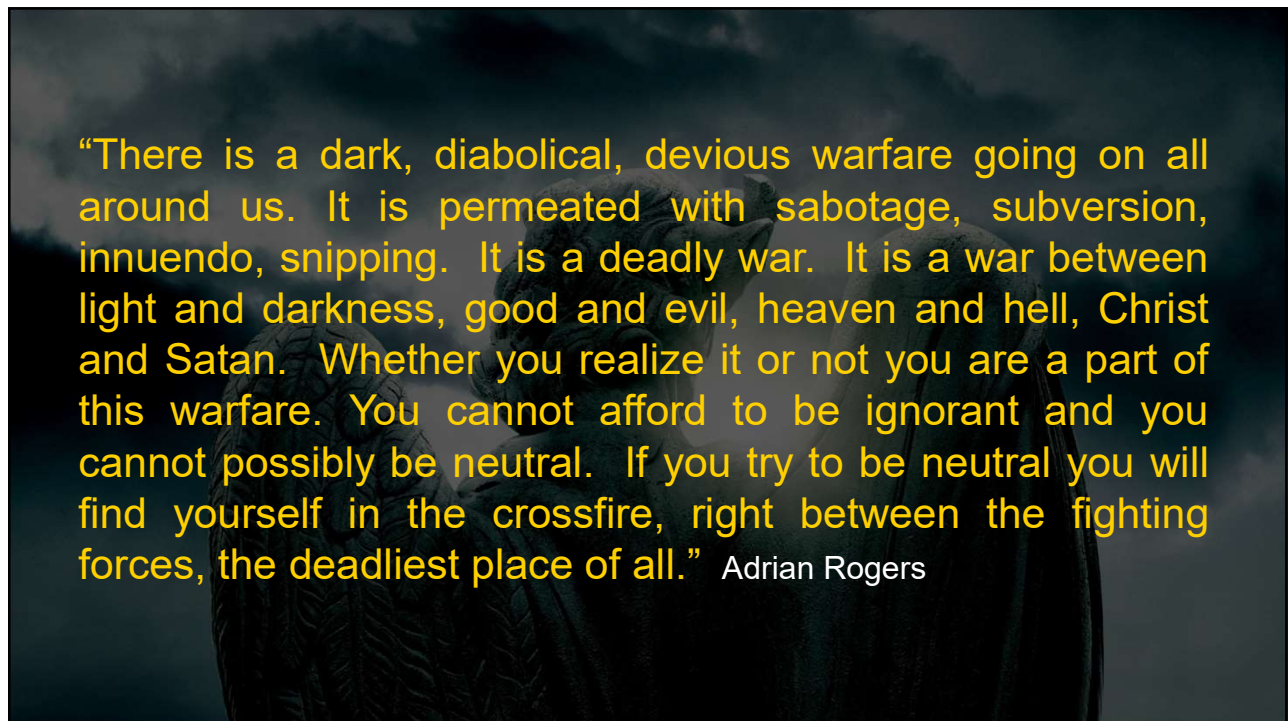 “There is a dark, diabolical, devious warfare going on all
around us. It is permeated with sabotage, subversion,
innuendo, snipping.  It is a deadly war.  It is a war between
light and darkness, good and evil, heaven and hell, Christ
and Satan.  Whether you realize it or not you are a part of
this warfare. You cannot afford to be ignorant and you
cannot possibly be neutral.  If you try to be neutral you will
find yourself in the crossfire, right between the fighting
forces, the deadliest place of all.”  Adrian Rogers